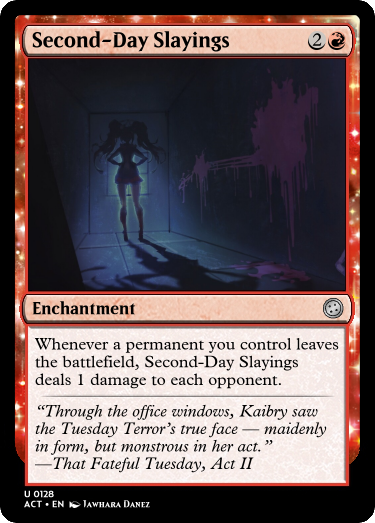 Second-Day Slayings 2
Enchantment
Whenever a permanent you control leaves
the battlefield, Second-Day Slayings
deals 1 damage to each opponent.
“Through the office windows, Kaibry saw
the Tuesday Terror’s true face — maidenly
in form, but monstrous in her act.”
—That Fateful Tuesday, Act II
U 0128
ACT • EN Jawhara Danez